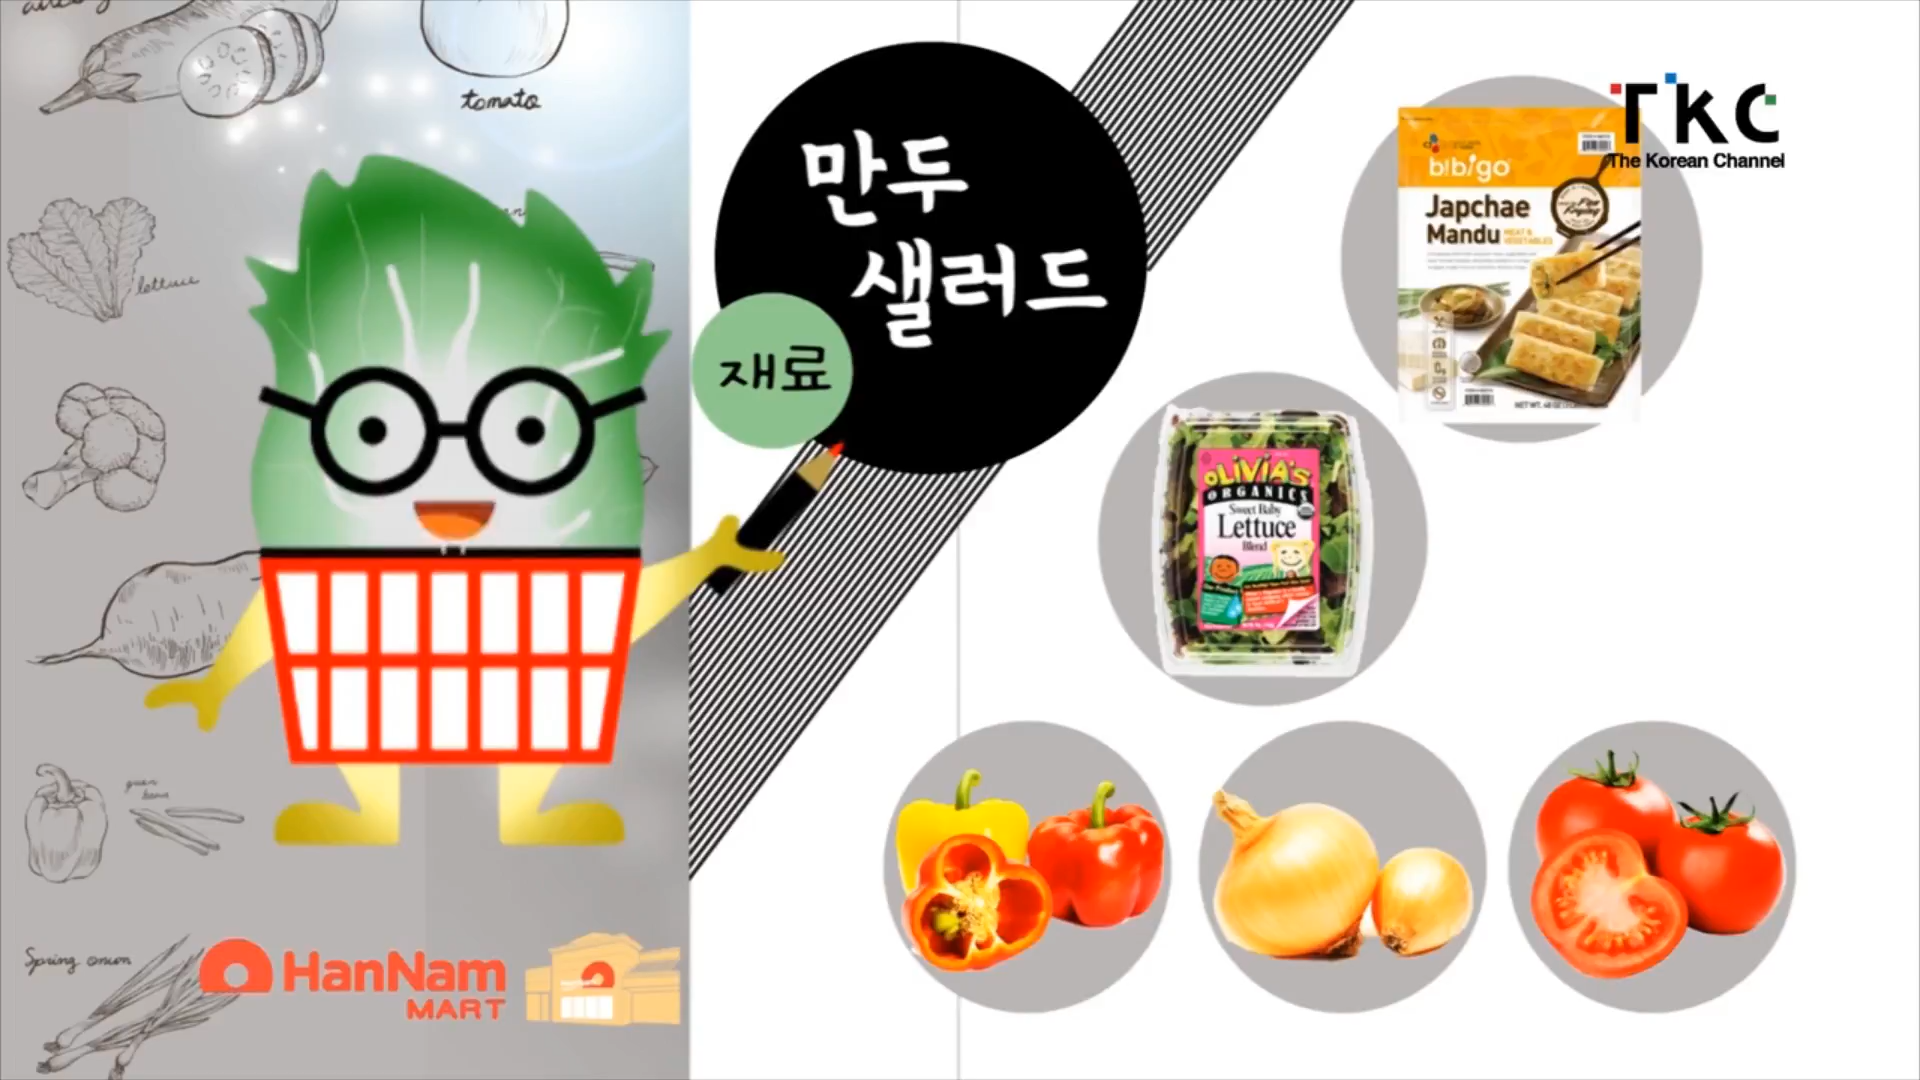 tomato
lettuce
Spring onion
HanNam
MART
만두
샐러드
재료
TKC
The Korean Channel
bibigo
Japchae
Mandu
MEAT &
VEGETABLES
OLIVIA'S
ORGANICS
Sweet Baby
Lettuce
Blend